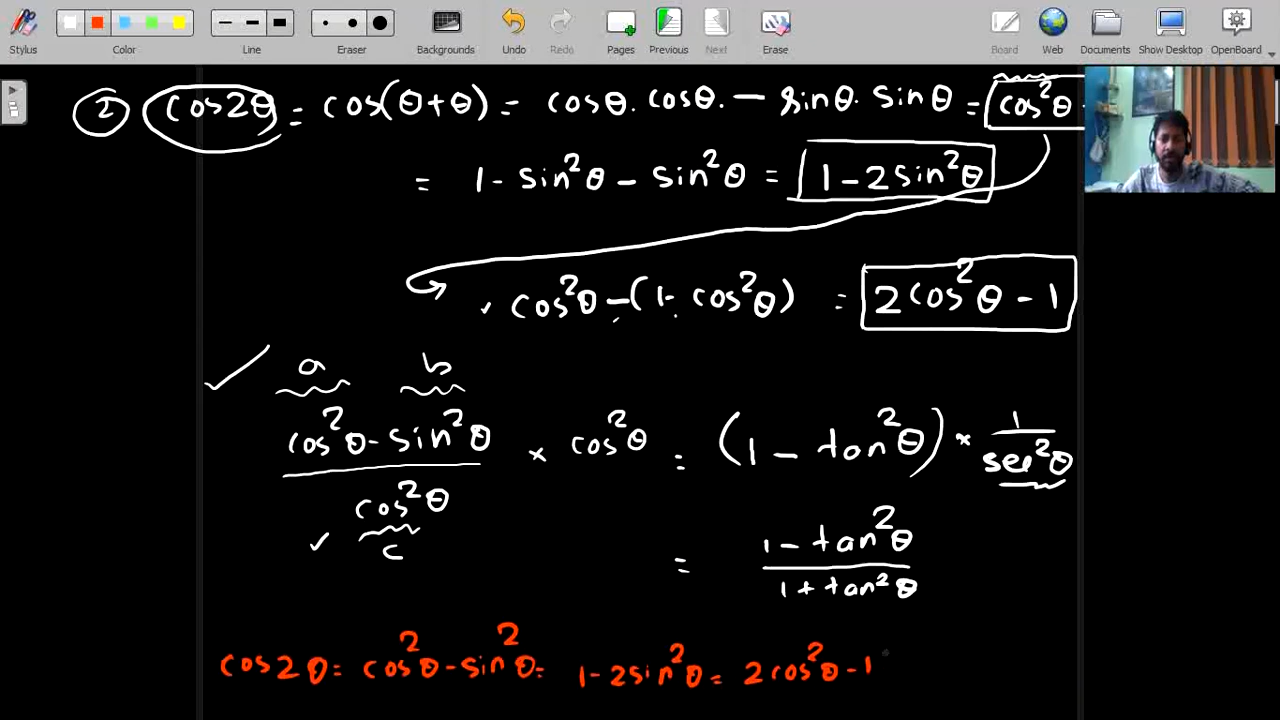 Stylus Color Line Eraser Backgrounds Undo Redo Pages Previous Next Erase Board Web Documents Show Desktop OpenBoard
② cos2θ = cos(θ+θ) = cosθ. cosθ. - sinθ. sinθ = cos²θ
= 1 - sin²θ - sin²θ = 1 - 2sin²θ
cos²θ - (1 - cos²θ) = 2cos²θ - 1
✓ a b
cos²θ - sin²θ / cos²θ × cos²θ = (1 - tan²θ) × 1 / sec²θ
✓ c
= 1 - tan²θ / 1 + tan²θ
cos2θ = cos²θ - sin²θ = 1 - 2sin²θ = 2cos²θ - 1